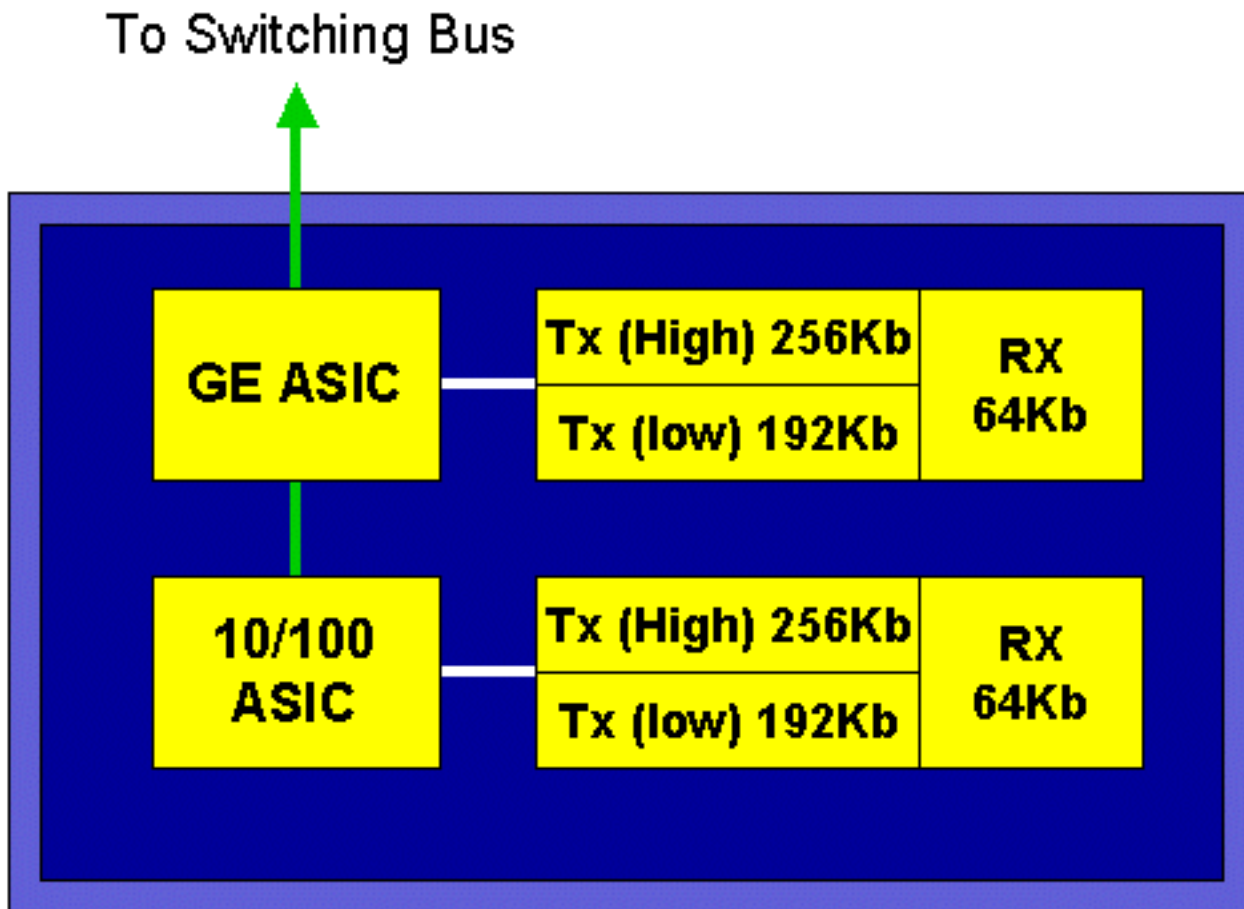 To Switching Bus
GE ASIC
Tx (High) 256Kb
Tx (low) 192Kb
RX
64Kb
10/100
ASIC
Tx (High) 256Kb
Tx (low) 192Kb
RX
64Kb